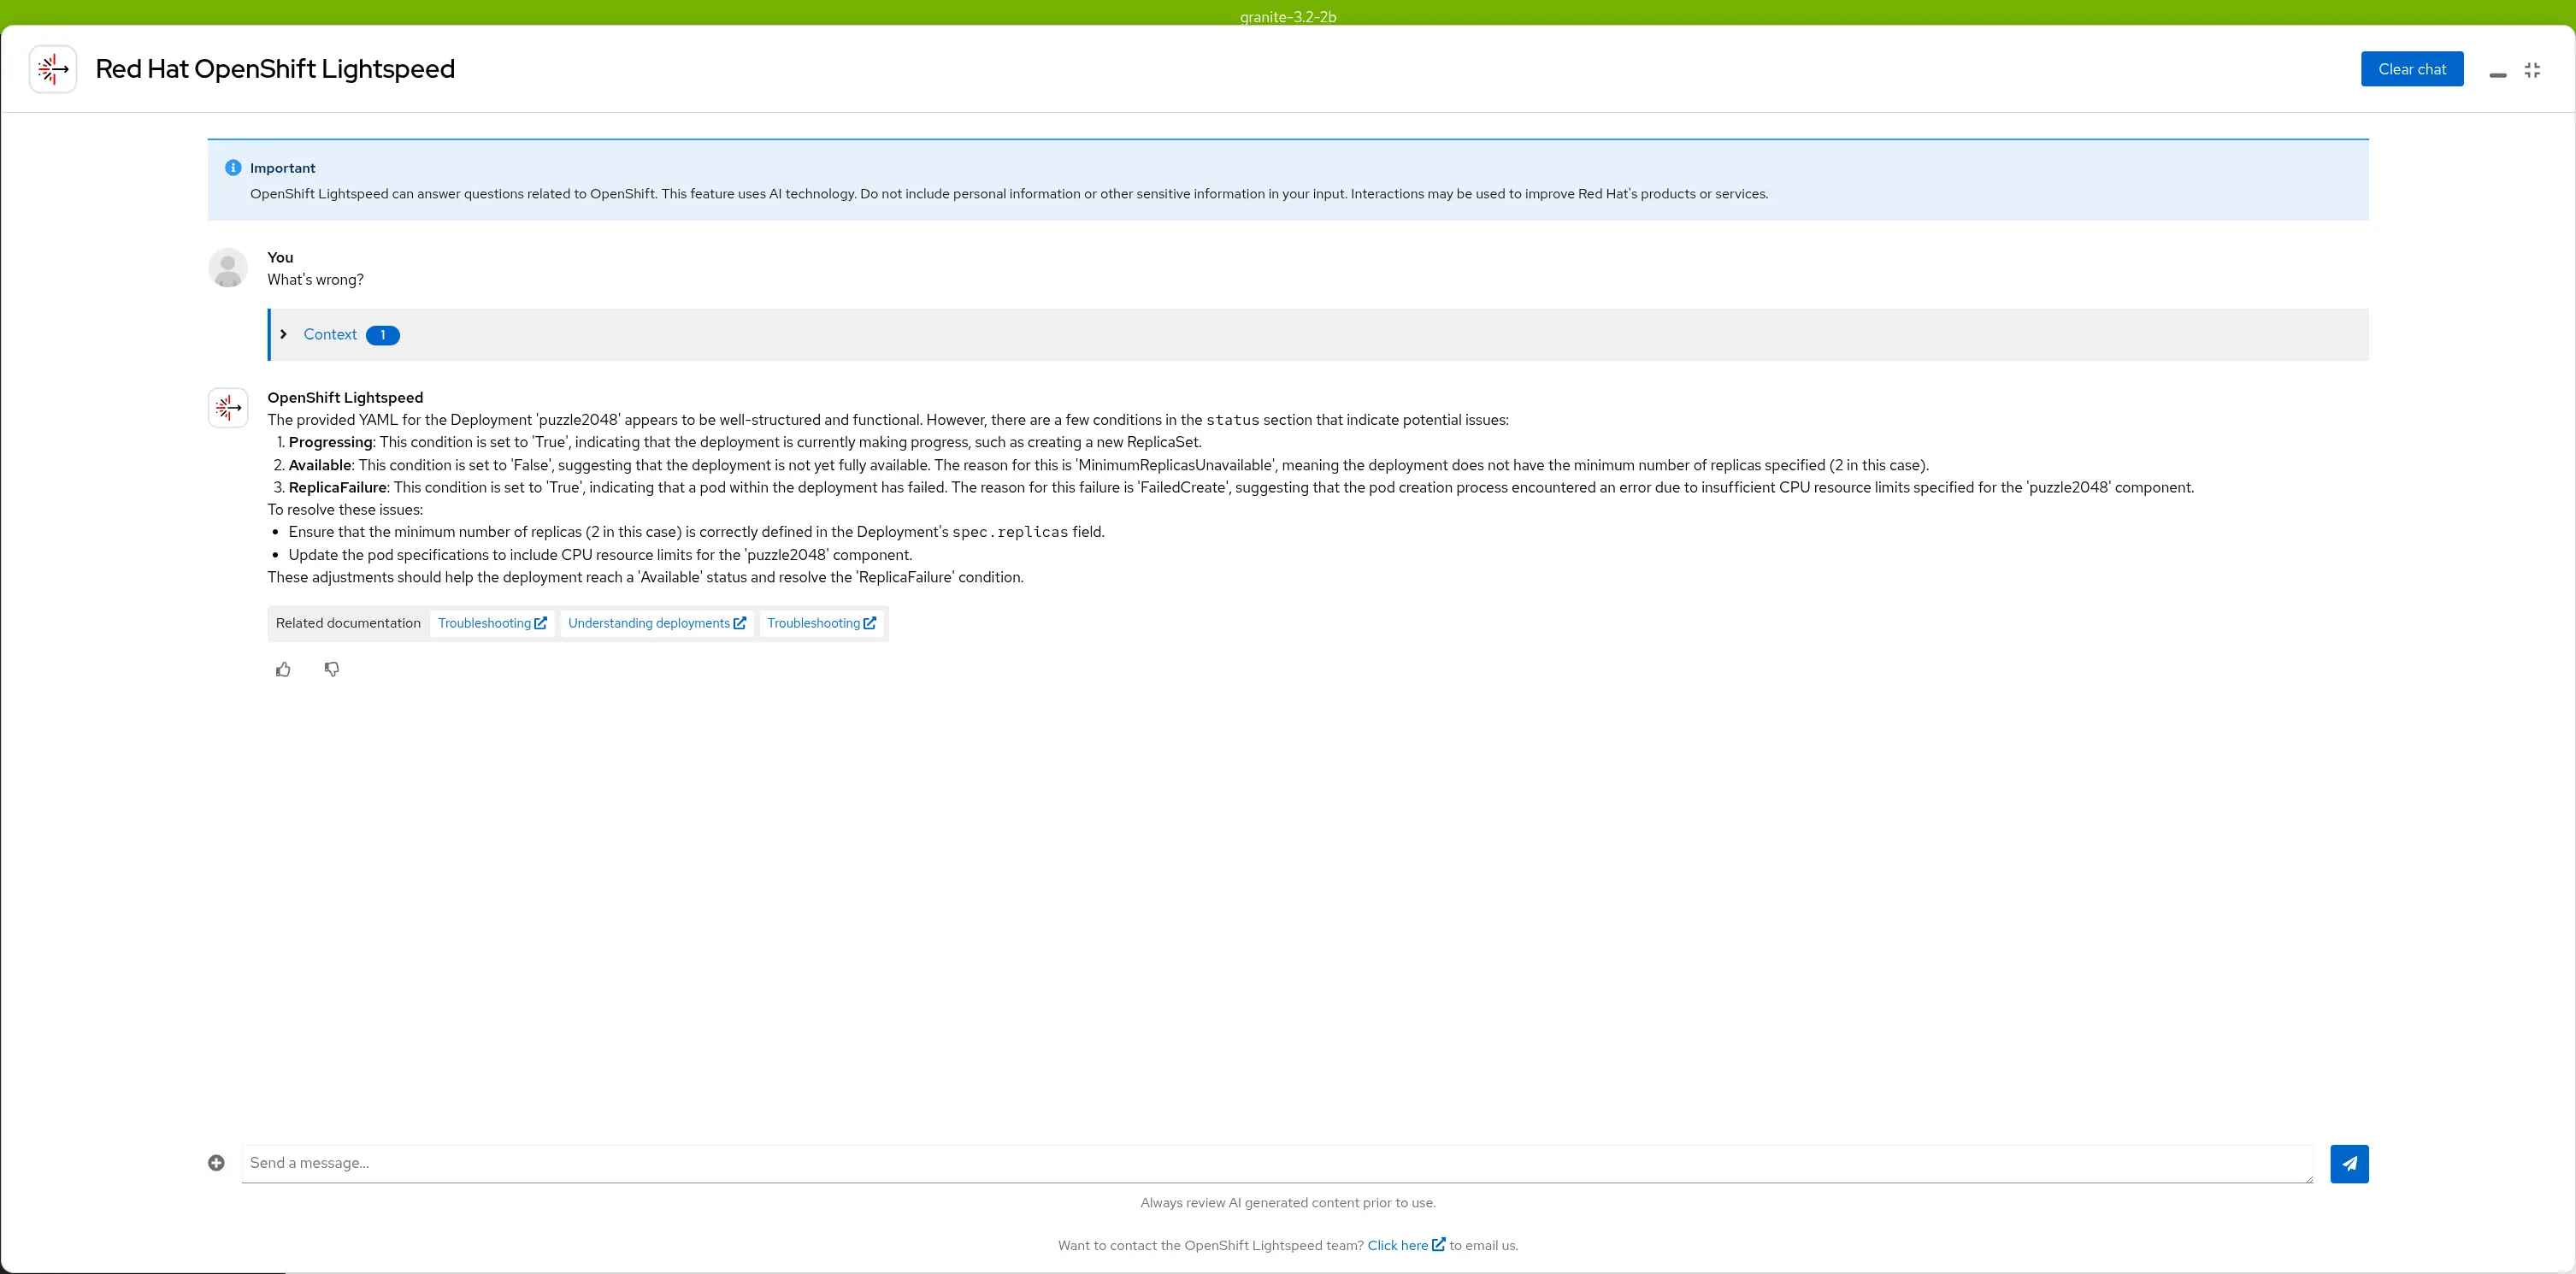 granite-3.2-2b
Red Hat OpenShift Lightspeed
Clear chat
Important
OpenShift Lightspeed can answer questions related to OpenShift. This feature uses AI technology. Do not include personal information or other sensitive information in your input. Interactions may be used to improve Red Hat's products or services.
You
What's wrong?
Context 1
OpenShift Lightspeed
The provided YAML for the Deployment 'puzzle2048' appears to be well-structured and functional. However, there are a few conditions in the status section that indicate potential issues:
1. Progressing: This condition is set to 'True', indicating that the deployment is currently making progress, such as creating a new ReplicaSet.
2. Available: This condition is set to 'False', suggesting that the deployment is not yet fully available. The reason for this is 'MinimumReplicasUnavailable', meaning the deployment does not have the minimum number of replicas specified (2 in this case).
3. ReplicaFailure: This condition is set to 'True', indicating that a pod within the deployment has failed. The reason for this failure is 'FailedCreate', suggesting that the pod creation process encountered an error due to insufficient CPU resource limits specified for the 'puzzle2048' component.
To resolve these issues:
• Ensure that the minimum number of replicas (2 in this case) is correctly defined in the Deployment's spec.replicas field.
• Update the pod specifications to include CPU resource limits for the 'puzzle2048' component.
These adjustments should help the deployment reach a 'Available' status and resolve the 'ReplicaFailure' condition.
Related documentation Troubleshooting Understanding deployments Troubleshooting
Send a message...
Always review AI generated content prior to use.
Want to contact the OpenShift Lightspeed team? Click here to email us.